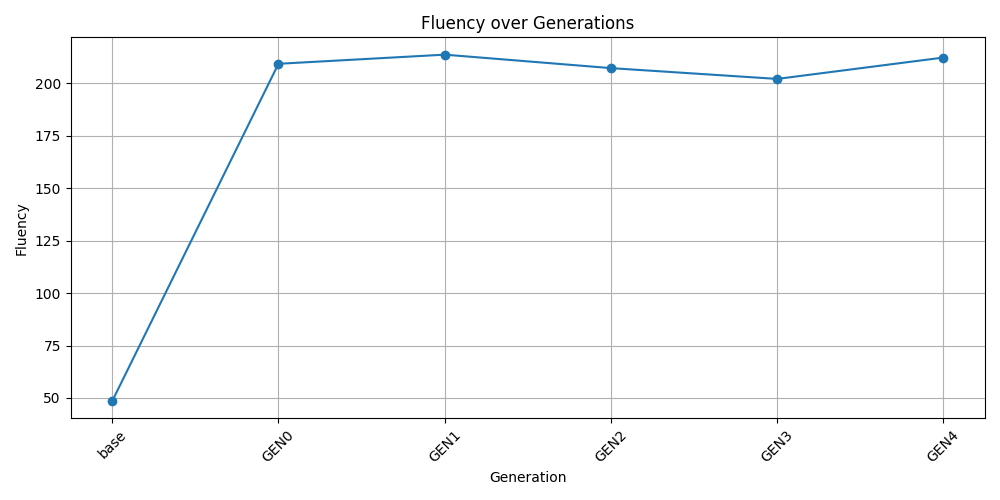 Fluency over Generations
Fluency
200
175
150
125
100
75
50
base
GEN0
GEN1
GEN2
GEN3
GEN4
Generation